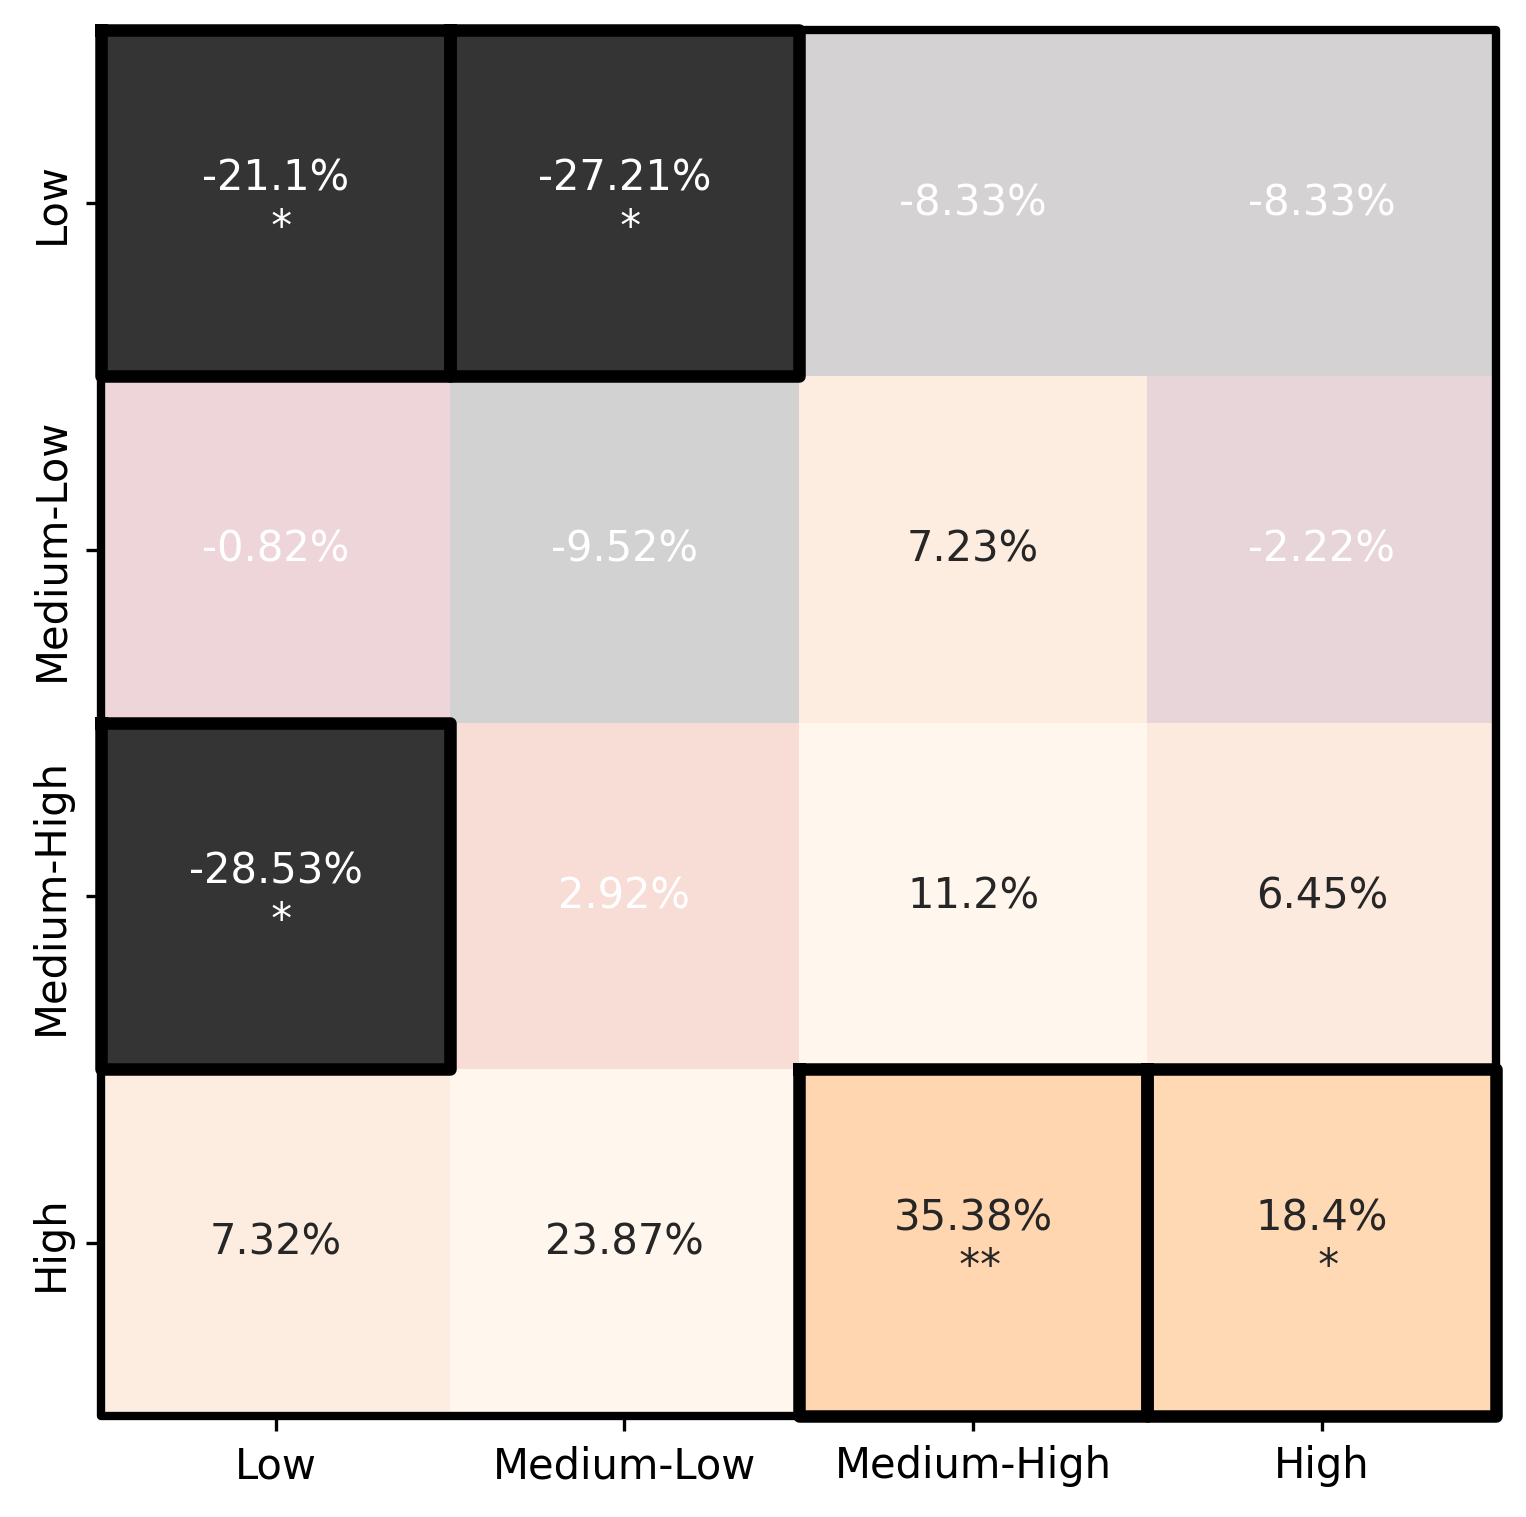 Low
-21.1%
*
-27.21%
*
-8.33%
-8.33%
Medium-Low
-0.82%
-9.52%
7.23%
-2.22%
Medium-High
-28.53%
*
2.92%
11.2%
6.45%
High
7.32%
23.87%
35.38%
**
18.4%
*
Low
Medium-Low
Medium-High
High